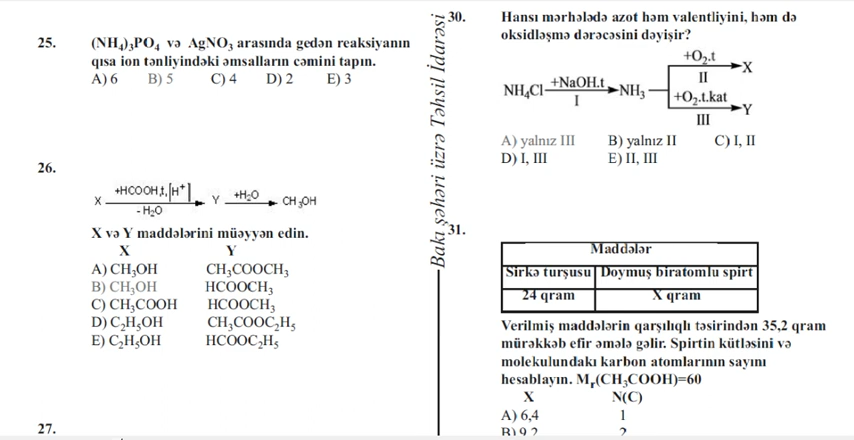 25. (NH₄)₃PO₄ və AgNO₃ arasında gedən reaksiyanın
qısa ion tənliyindəki əmsalların cəmini tapın.
A) 6 B) 5 C) 4 D) 2 E) 3
26.
X +HCOOH,t,[H⁺] - H₂O Y +H₂O CH₃OH
X və Y maddələrini müəyyən edin.
X Y
A) CH₃OH CH₃COOCH₃
B) CH₃OH HCOOCH₃
C) CH₃COOH HCOOCH₃
D) C₂H₅OH CH₃COOC₂H₅
E) C₂H₅OH HCOOC₂H₅
27.
Bakı şəhəri üzrə Təhsil İdarəsi
30. Hansı mərhələdə azot həm valentliyini, həm də
oksidləşmə dərəcəsini dəyişir?
+O₂.t
X
II
NH₄Cl +NaOH.t I NH₃
+O₂.t.kat
Y
III
A) yalnız III B) yalnız II C) I, II
D) I, III E) II, III
31.
Maddələr
Sirkə turşusu Doymuş biratomlu spirt
24 qram X qram
Verilmiş maddələrin qarşılıqlı təsirindən 35,2 qram
mürəkkəb efir əmələ gəlir. Spirtin kütləsini və
molekulundakı karbon atomlarının sayını
hesablayın. Mᵣ(CH₃COOH)=60
X N(C)
A) 6,4 1
B) 9,2 2